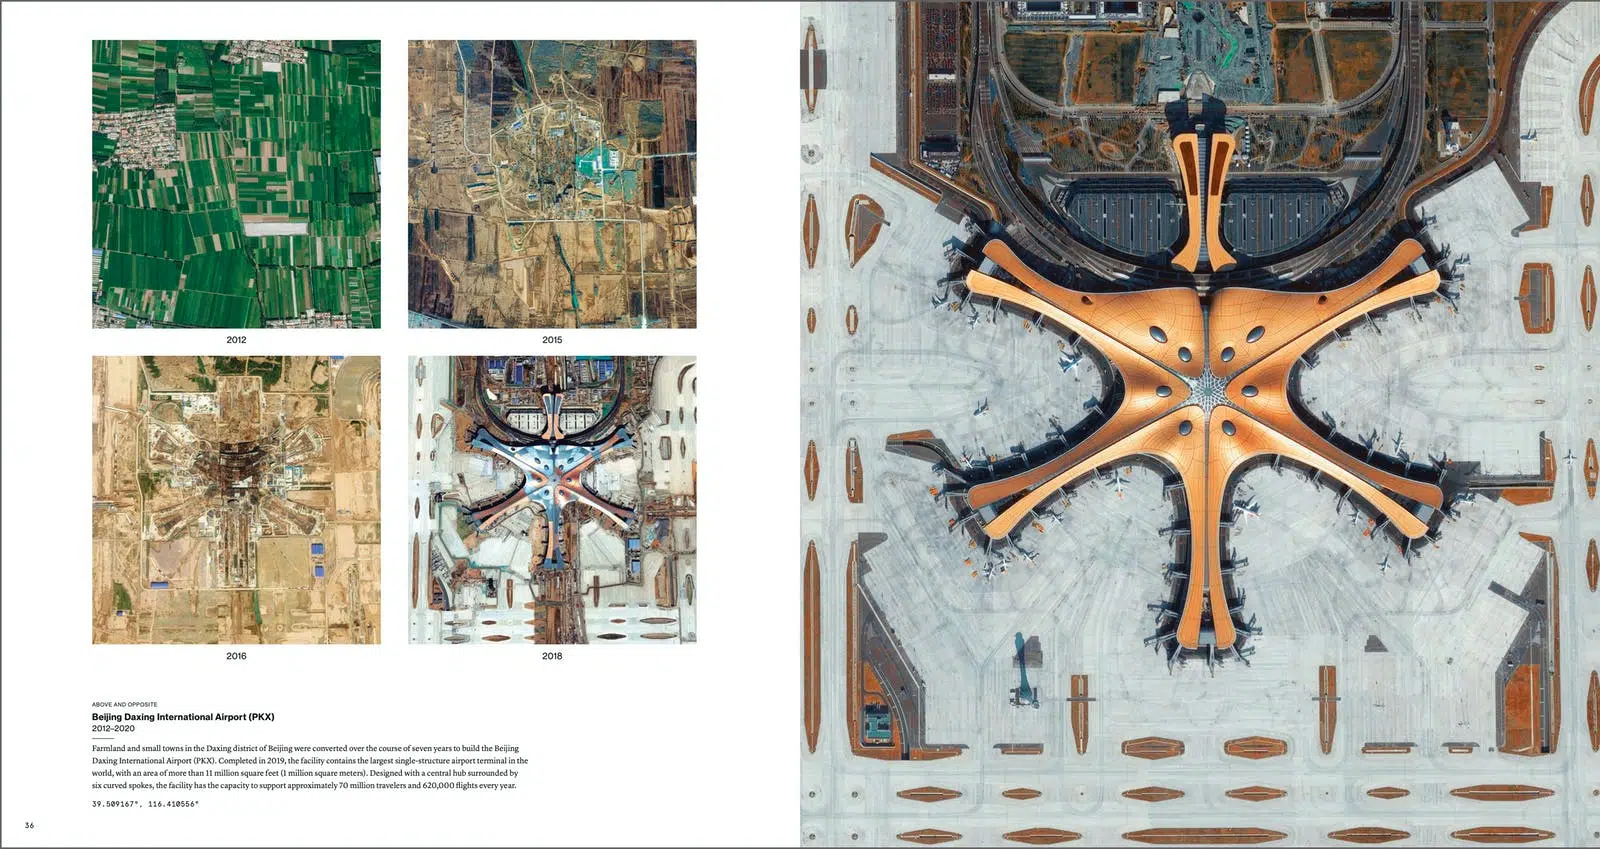 2012
2015
2016
2018
ABOVE AND OPPOSITE
Beijing Daxing International Airport (PKX)
2012–2020
Farmland and small towns in the Daxing district of Beijing were converted over the course of seven years to build the Beijing
Daxing International Airport (PKX). Completed in 2019, the facility contains the largest single-structure airport terminal in the
world, with an area of more than 11 million square feet (1 million square meters). Designed with a central hub surrounded by
six curved spokes, the facility has the capacity to support approximately 70 million travelers and 620,000 flights every year.
39.509167°, 116.410556°
36